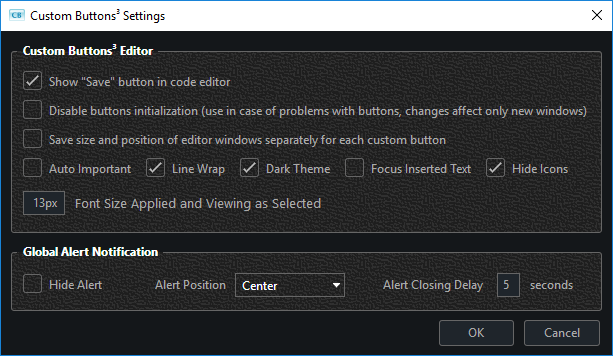 CB³ Custom Buttons³ Settings
Custom Buttons³ Editor
Show "Save" button in code editor
Disable buttons initialization (use in case of problems with buttons, changes affect only new windows)
Save size and position of editor windows separately for each custom button
Auto Important Line Wrap Dark Theme Focus Inserted Text Hide Icons
13px Font Size Applied and Viewing as Selected
Global Alert Notification
Hide Alert Alert Position Center Alert Closing Delay 5 seconds
OK Cancel